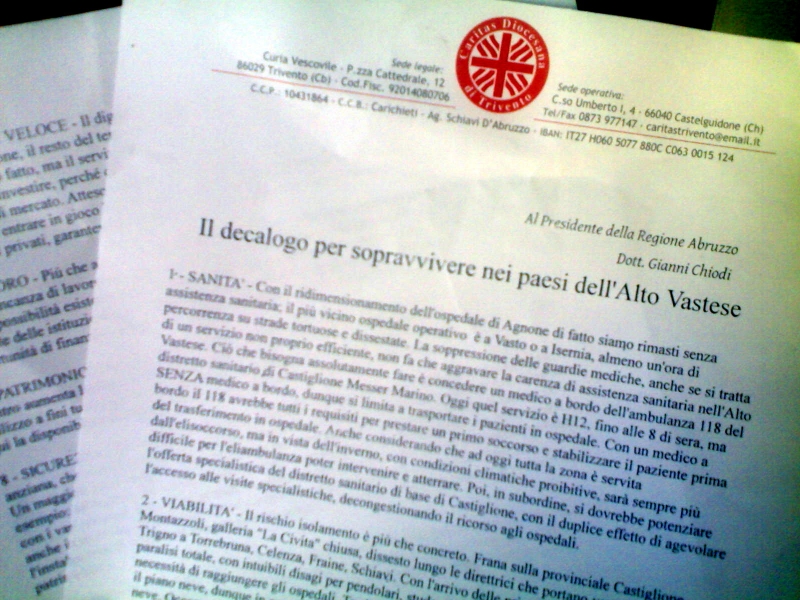 Caritas Diocesana
di Trivento
Sede legale:
Curia Vescovile - P.zza Cattedrale, 12
86029 Trivento (Cb) - Cod.Fisc. 92014080706
Sede operativa:
C.so Umberto I, 4 - 66040 Castelguidone (Ch)
Tel/Fax 0873 977147 - caritastrivento@email.it
C.C.P.: 10431864 - C.C.B.: Carichieti - Ag. Schiavi D'Abruzzo - IBAN: IT27 H060 5077 880C C063 0015 124
Al Presidente della Regione Abruzzo
Dott. Gianni Chiodi
Il decalogo per sopravvivere nei paesi dell'Alto Vastese
1 - SANITA' - Con il ridimensionamento dell'ospedale di Agnone di fatto siamo rimasti senza
assistenza sanitaria; il più vicino ospedale operativo è a Vasto o a Isernia, almeno un'ora di
percorrenza su strade tortuose e dissestate. La soppressione delle guardie mediche, anche se si tratta
di un servizio non proprio efficiente, non fa che aggravare la carenza di assistenza sanitaria nell'Alto
Vastese. Ciò che bisogna assolutamente fare è concedere un medico a bordo dell'ambulanza 118 del
distretto sanitario di Castiglione Messer Marino. Oggi quel servizio è H12, fino alle 8 di sera, ma
SENZA medico a bordo, dunque si limita a trasportare i pazienti in ospedale. Con un medico a
bordo il 118 avrebbe tutti i requisiti per prestare un primo soccorso e stabilizzare il paziente prima
del trasferimento in ospedale. Anche considerando che ad oggi tutta la zona è servita
dall'elisoccorso, ma in vista dell'inverno, con condizioni climatiche proibitive, sarà sempre più
difficile per l'eliambulanza poter intervenire e atterrare. Poi, in subordine, si dovrebbe potenziare
l'offerta specialistica del distretto sanitario di base di Castiglione, con il duplice effetto di agevolare
l'accesso alle visite specialistiche, decongestionando il ricorso agli ospedali.
2 - VIABILITA' - Il rischio isolamento è più che concreto. Frana sulla provinciale Castiglione
Montazzoli, galleria "La Civita" chiusa, dissesto lungo le direttrici che portano
Trigno a Torrebruna, Celenza, Fraine, Schiavi. Con l'arrivo delle
paralisi totale, con intuibili disagi per pendolari,
necessità di raggiungere gli ospedali.
il piano neve, dunque
neve.
VELOCE - Il
il resto del
fatto, ma il servi
investire, perché
di mercato. Attes
entrare in gioco
privati, garante
Più che a
di lavor
possibilità esist
delle istituz
di finan
PATRIMONIC
aumenta l
a fini tu
la disponib
8 - SICURE
anziana, ch
Un maggi
esempio:
con i va
anche i
l'insta
patri